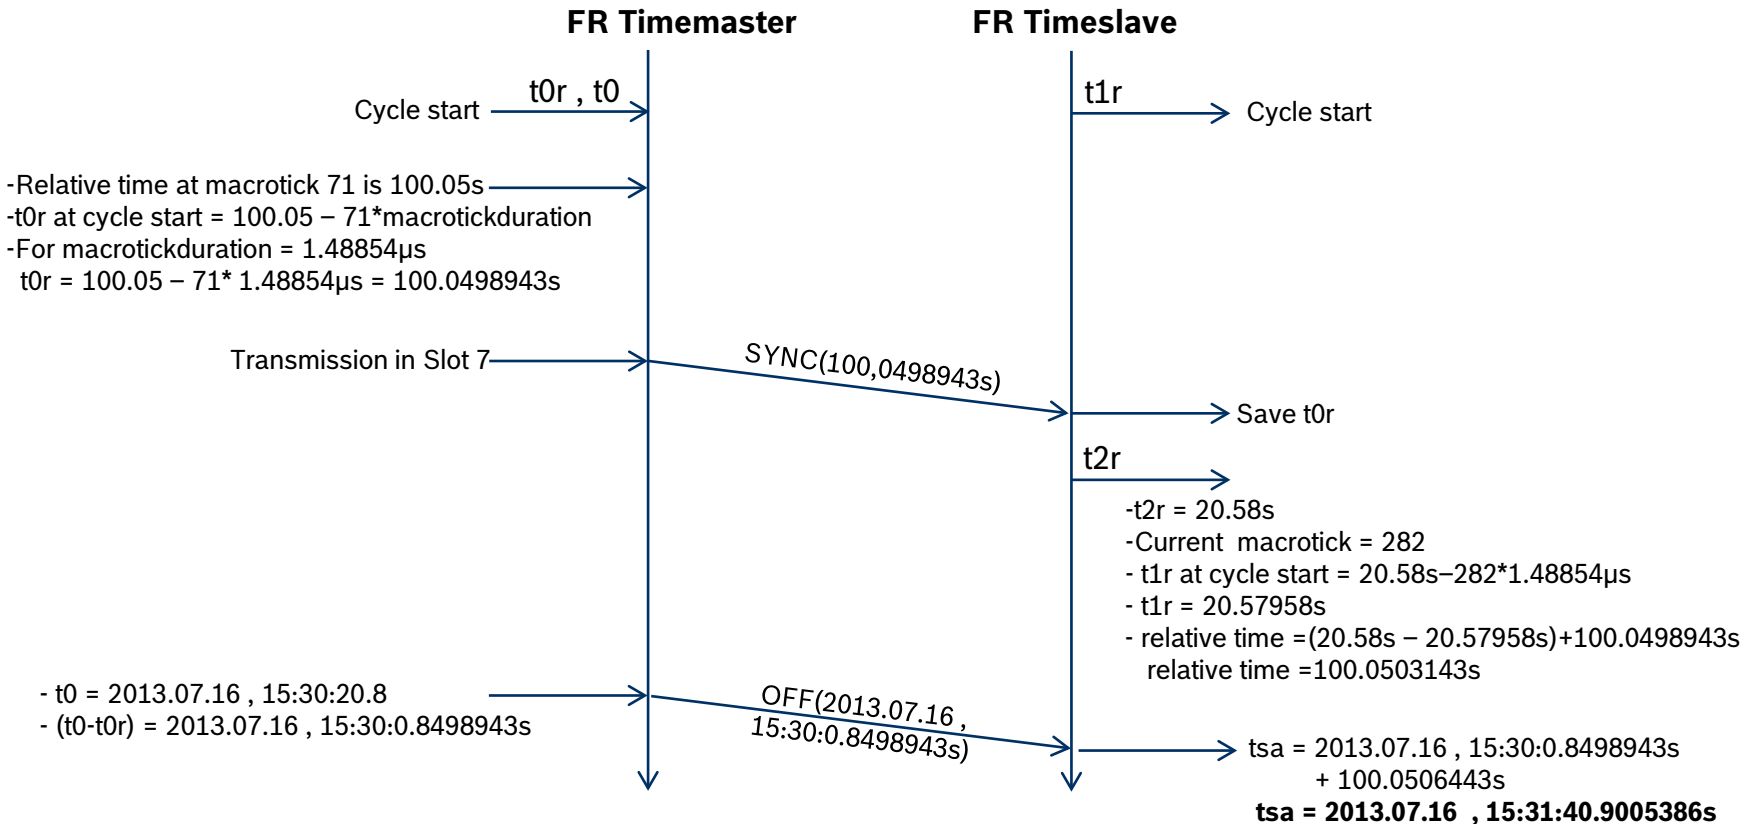 FR Timemaster
FR Timeslave
t0r , t0
t1r
Cycle start
Cycle start
-Relative time at macrotick 71 is 100.05s
-t0r at cycle start = 100.05 – 71*macrotickduration
-For macrotickduration = 1.48854µs
t0r = 100.05 – 71* 1.48854µs = 100.0498943s
Transmission in Slot 7
SYNC(100,0498943s)
Save t0r
t2r
-t2r = 20.58s
-Current macrotick = 282
- t1r at cycle start = 20.58s–282*1.48854µs
- t1r = 20.57958s
- relative time =(20.58s – 20.57958s)+100.0498943s
relative time =100.0503143s
- t0 = 2013.07.16 , 15:30:20.8
- (t0-t0r) = 2013.07.16 , 15:30:0.8498943s
OFF(2013.07.16 ,
15:30:0.8498943s)
tsa = 2013.07.16 , 15:30:0.8498943s
+ 100.0506443s
tsa = 2013.07.16 , 15:31:40.9005386s